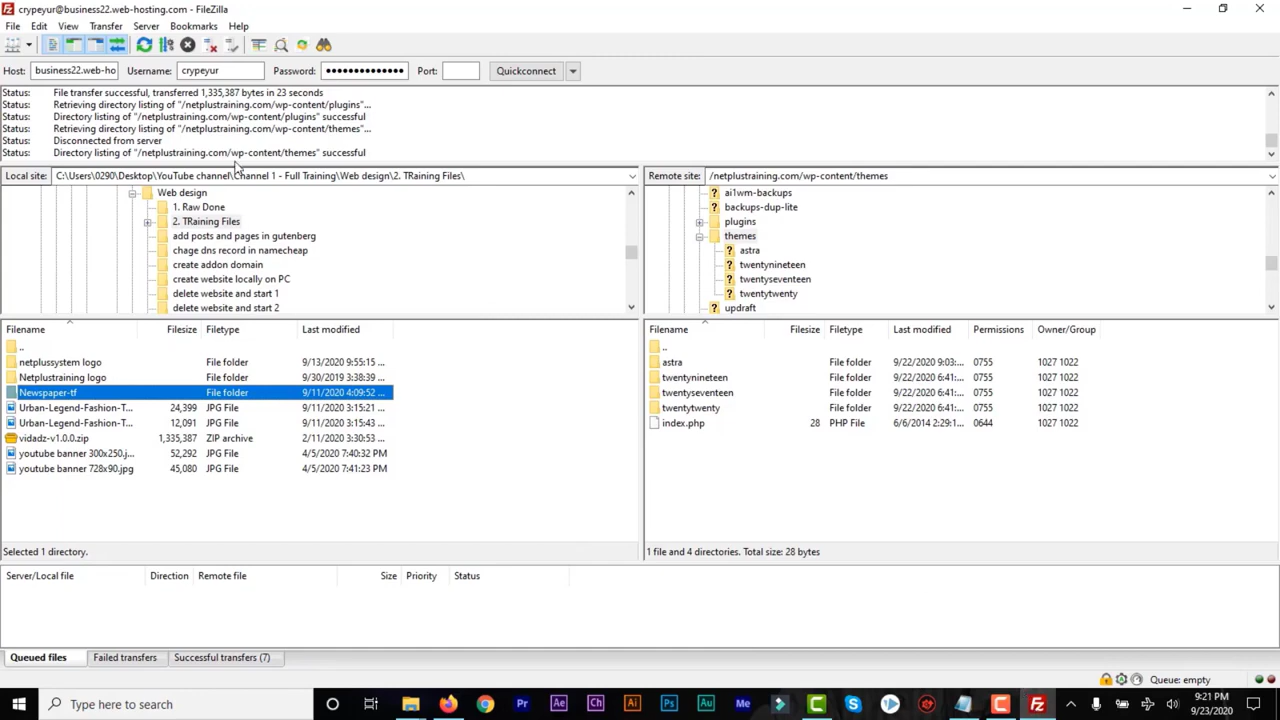 crypeyur@business22.web-hosting.com - FileZilla
File Edit View Transfer Server Bookmarks Help
Host: business22.web-ho Username: crypeyur Password: ●●●●●●●●●●●●●●● Port: Quickconnect
Status: File transfer successful, transferred 1,335,387 bytes in 23 seconds
Status: Retrieving directory listing of "/netplustraining.com/wp-content/plugins"...
Status: Directory listing of "/netplustraining.com/wp-content/plugins" successful
Status: Retrieving directory listing of "/netplustraining.com/wp-content/themes"...
Status: Disconnected from server
Status: Directory listing of "/netplustraining.com/wp-content/themes" successful
Local site: C:\Users\0290\Desktop\YouTube channel\Channel 1 - Full Training\Web design\2. TRaining Files\
Web design
1. Raw Done
2. TRaining Files
add posts and pages in gutenberg
chage dns record in namecheap
create addon domain
create website locally on PC
delete website and start 1
delete website and start 2
Remote site: /netplustraining.com/wp-content/themes
ai1wm-backups
backups-dup-lite
plugins
themes
astra
twentynineteen
twentyseventeen
twentytwenty
updraft
Filename Filesize Filetype Last modified
..
netplussystem logo File folder 9/13/2020 9:55:15 ...
Netplustraining logo File folder 9/30/2019 3:38:39 ...
Newspaper-tf File folder 9/11/2020 4:09:52 ...
Urban-Legend-Fashion-T... 24,399 JPG File 9/11/2020 3:15:21 ...
Urban-Legend-Fashion-T... 12,091 JPG File 9/11/2020 3:15:43 ...
vidadz-v1.0.0.zip 1,335,387 ZIP archive 2/11/2020 3:30:53 ...
youtube banner 300x250.j... 52,292 JPG File 4/5/2020 7:40:32 PM
youtube banner 728x90.jpg 45,080 JPG File 4/5/2020 7:41:23 PM
Selected 1 directory.
Filename Filesize Filetype Last modified Permissions Owner/Group
..
astra File folder 9/22/2020 9:03:... 0755 1027 1022
twentynineteen File folder 9/22/2020 6:41:... 0755 1027 1022
twentyseventeen File folder 9/22/2020 6:41:... 0755 1027 1022
twentytwenty File folder 9/22/2020 6:41:... 0755 1027 1022
index.php 28 PHP File 6/6/2014 2:29:1... 0644 1027 1022
1 file and 4 directories. Total size: 28 bytes
Server/Local file Direction Remote file Size Priority Status
Queued files Failed transfers Successful transfers (7)
Queue: empty
Type here to search
Pr Ae Ch Ai Ps Au Me
9:21 PM
9/23/2020